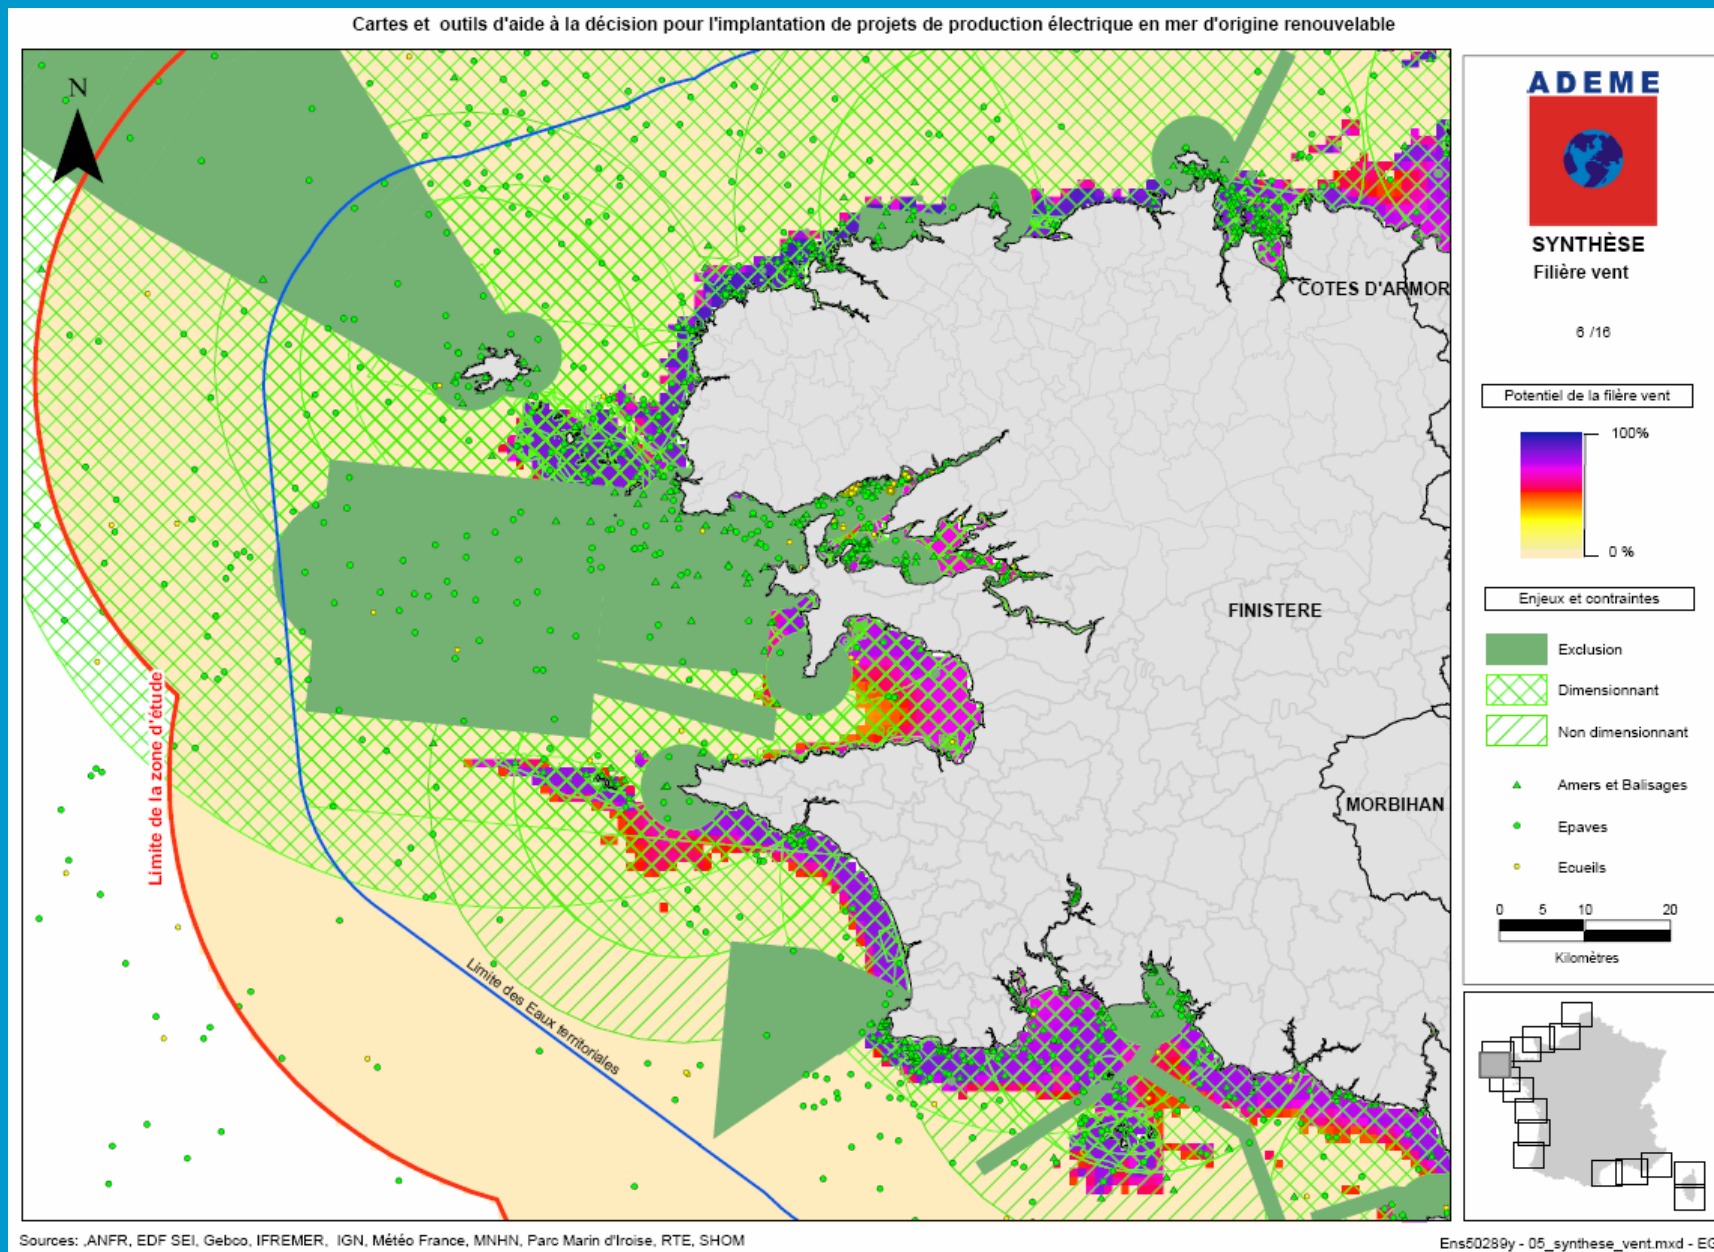 Cartes et outils d'aide à la décision pour l'implantation de projets de production électrique en mer d'origine renouvelable
N
ADEME
SYNTHÈSE
Filière vent
6 /16
COTES D'ARMOR
Potentiel de la filère vent
100%
0 %
Enjeux et contraintes
FINISTERE
Exclusion
Dimensionnant
Non dimensionnant
Limite de la zone d'étude
MORBIHAN
Amers et Balisages
Epaves
Ecueils
0 5 10 20
Kilomètres
Limite des Eaux territoriales
Sources: ,ANFR, EDF SEI, Gebco, IFREMER, IGN, Météo France, MNHN, Parc Marin d'Iroise, RTE, SHOM
Ens50289y - 05_synthese_vent.mxd - EG